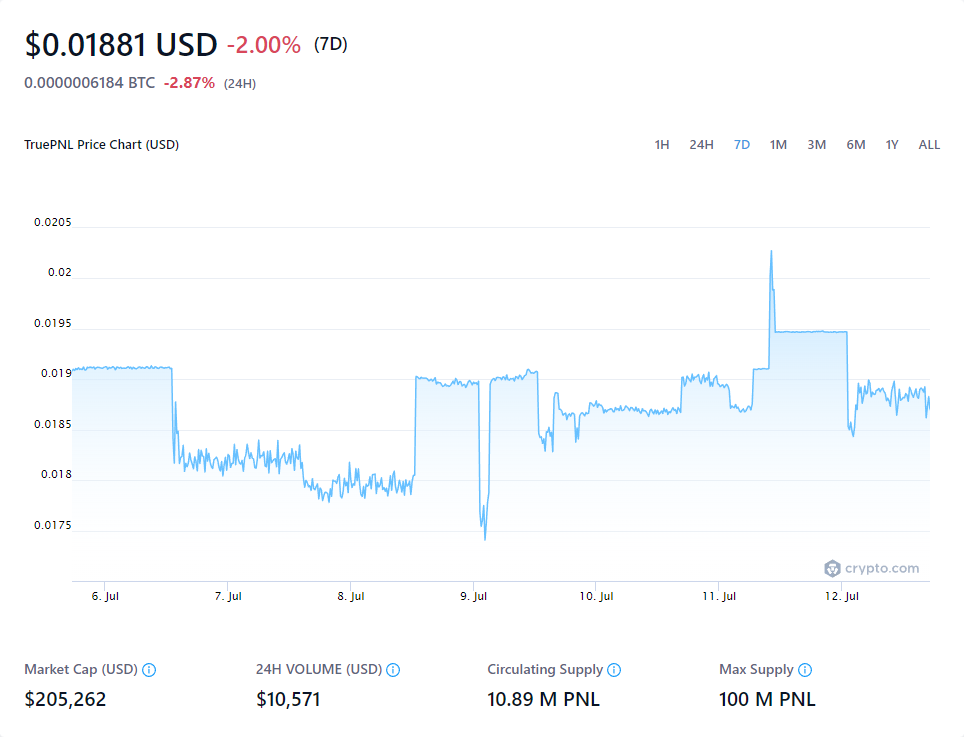 $0.01881 USD -2.00% (7D)
0.0000006184 BTC -2.87% (24H)
TruePNL Price Chart (USD) 1H 24H 7D 1M 3M 6M 1Y ALL
0.0205
0.02
0.0195
0.019
0.0185
0.018
0.0175
crypto.com
6. Jul 7. Jul 8. Jul 9. Jul 10. Jul 11. Jul 12. Jul
Market Cap (USD) 24H VOLUME (USD) Circulating Supply Max Supply
$205,262 $10,571 10.89 M PNL 100 M PNL